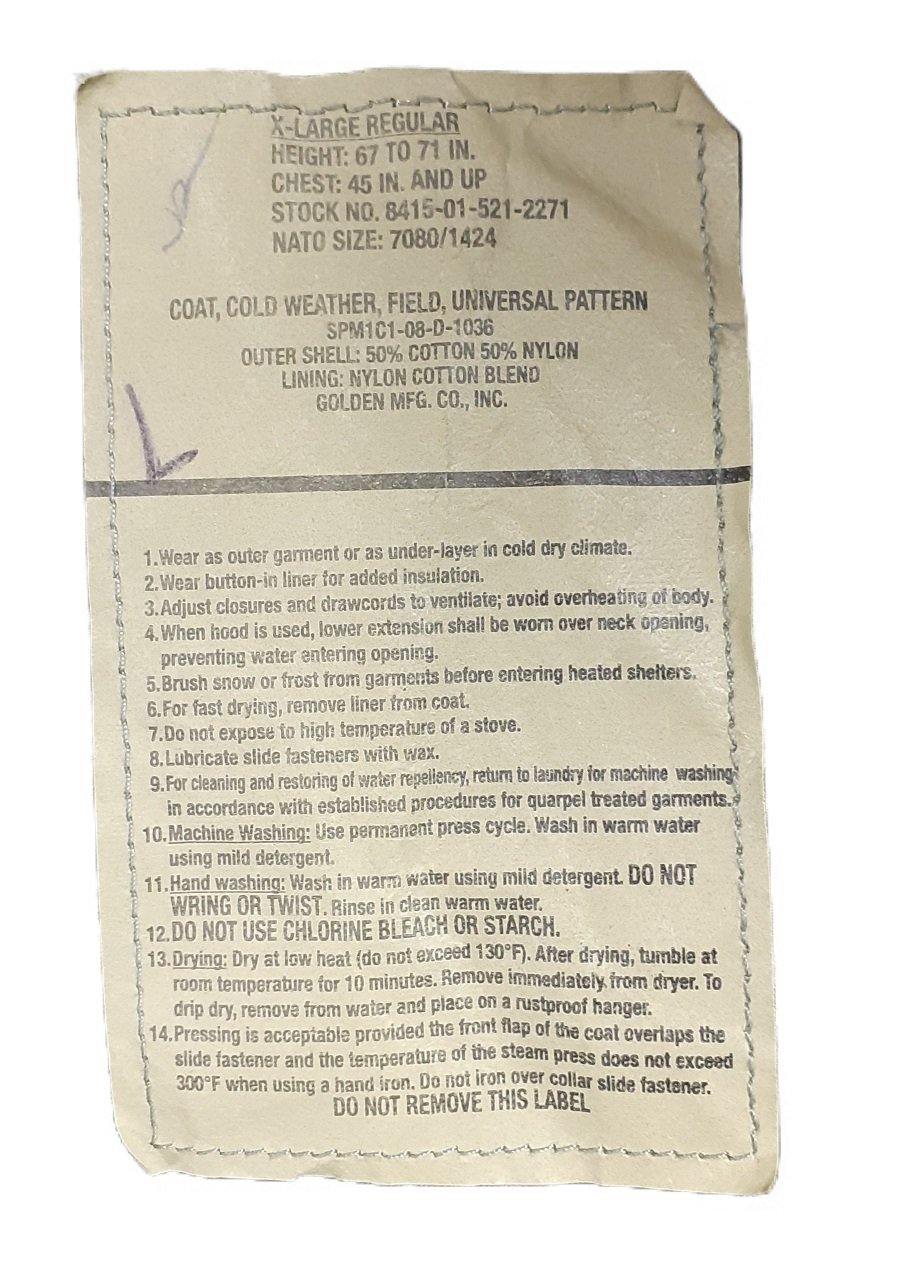 X-LARGE REGULAR
HEIGHT: 67 TO 71 IN.
CHEST: 45 IN. AND UP
STOCK NO. 8415-01-521-2271
NATO SIZE: 7080/1424
COAT, COLD WEATHER, FIELD, UNIVERSAL PATTERN
SPM1C1-08-D-1036
OUTER SHELL: 50% COTTON 50% NYLON
LINING: NYLON COTTON BLEND
GOLDEN MFG. CO., INC.
1.Wear as outer garment or as under-layer in cold dry climate.
2.Wear button-in liner for added insulation.
3.Adjust closures and drawcords to ventilate; avoid overheating of body.
4.When hood is used, lower extension shall be worn over neck opening,
preventing water entering opening.
5.Brush snow or frost from garments before entering heated shelters.
6.For fast drying, remove liner from coat.
7.Do not expose to high temperature of a stove.
8.Lubricate slide fasteners with wax.
9.For cleaning and restoring of water repellency, return to laundry for machine washing
in accordance with established procedures for quarpel treated garments.
10.Machine Washing: Use permanent press cycle. Wash in warm water
using mild detergent.
11.Hand washing: Wash in warm water using mild detergent. DO NOT
WRING OR TWIST. Rinse in clean warm water.
12.DO NOT USE CHLORINE BLEACH OR STARCH.
13.Drying: Dry at low heat (do not exceed 130°F). After drying, tumble at
room temperature for 10 minutes. Remove immediately from dryer. To
drip dry, remove from water and place on a rustproof hanger.
14.Pressing is acceptable provided the front flap of the coat overlaps the
slide fastener and the temperature of the steam press does not exceed
300°F when using a hand iron. Do not iron over collar slide fastener.
DO NOT REMOVE THIS LABEL